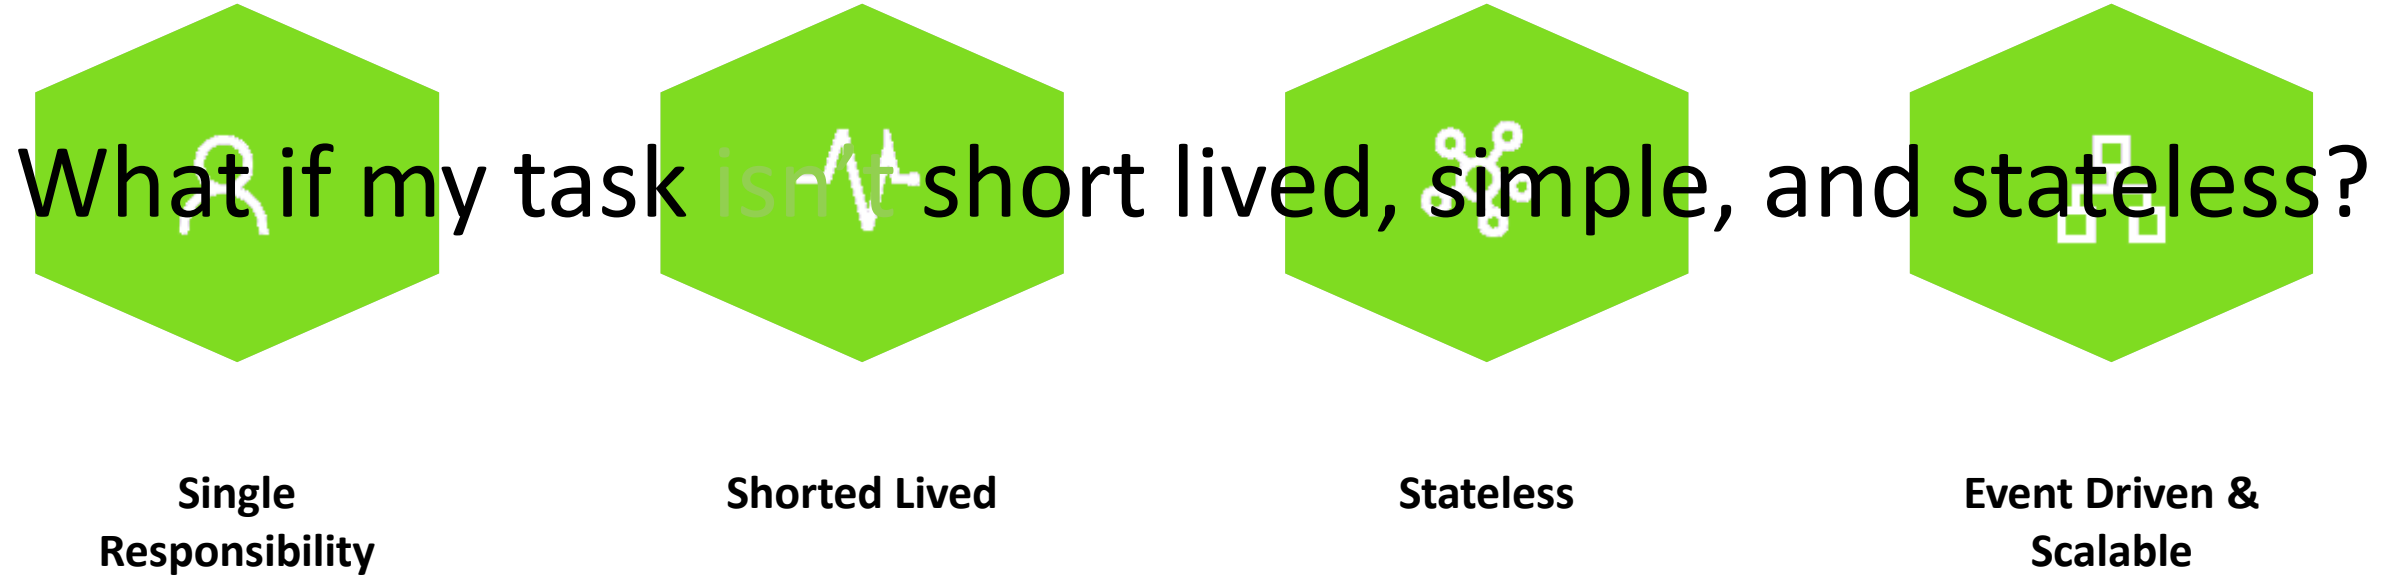 What if my task isn't short lived, simple, and stateless?
Single
Responsibility
Shorted Lived
Stateless
Event Driven &
Scalable